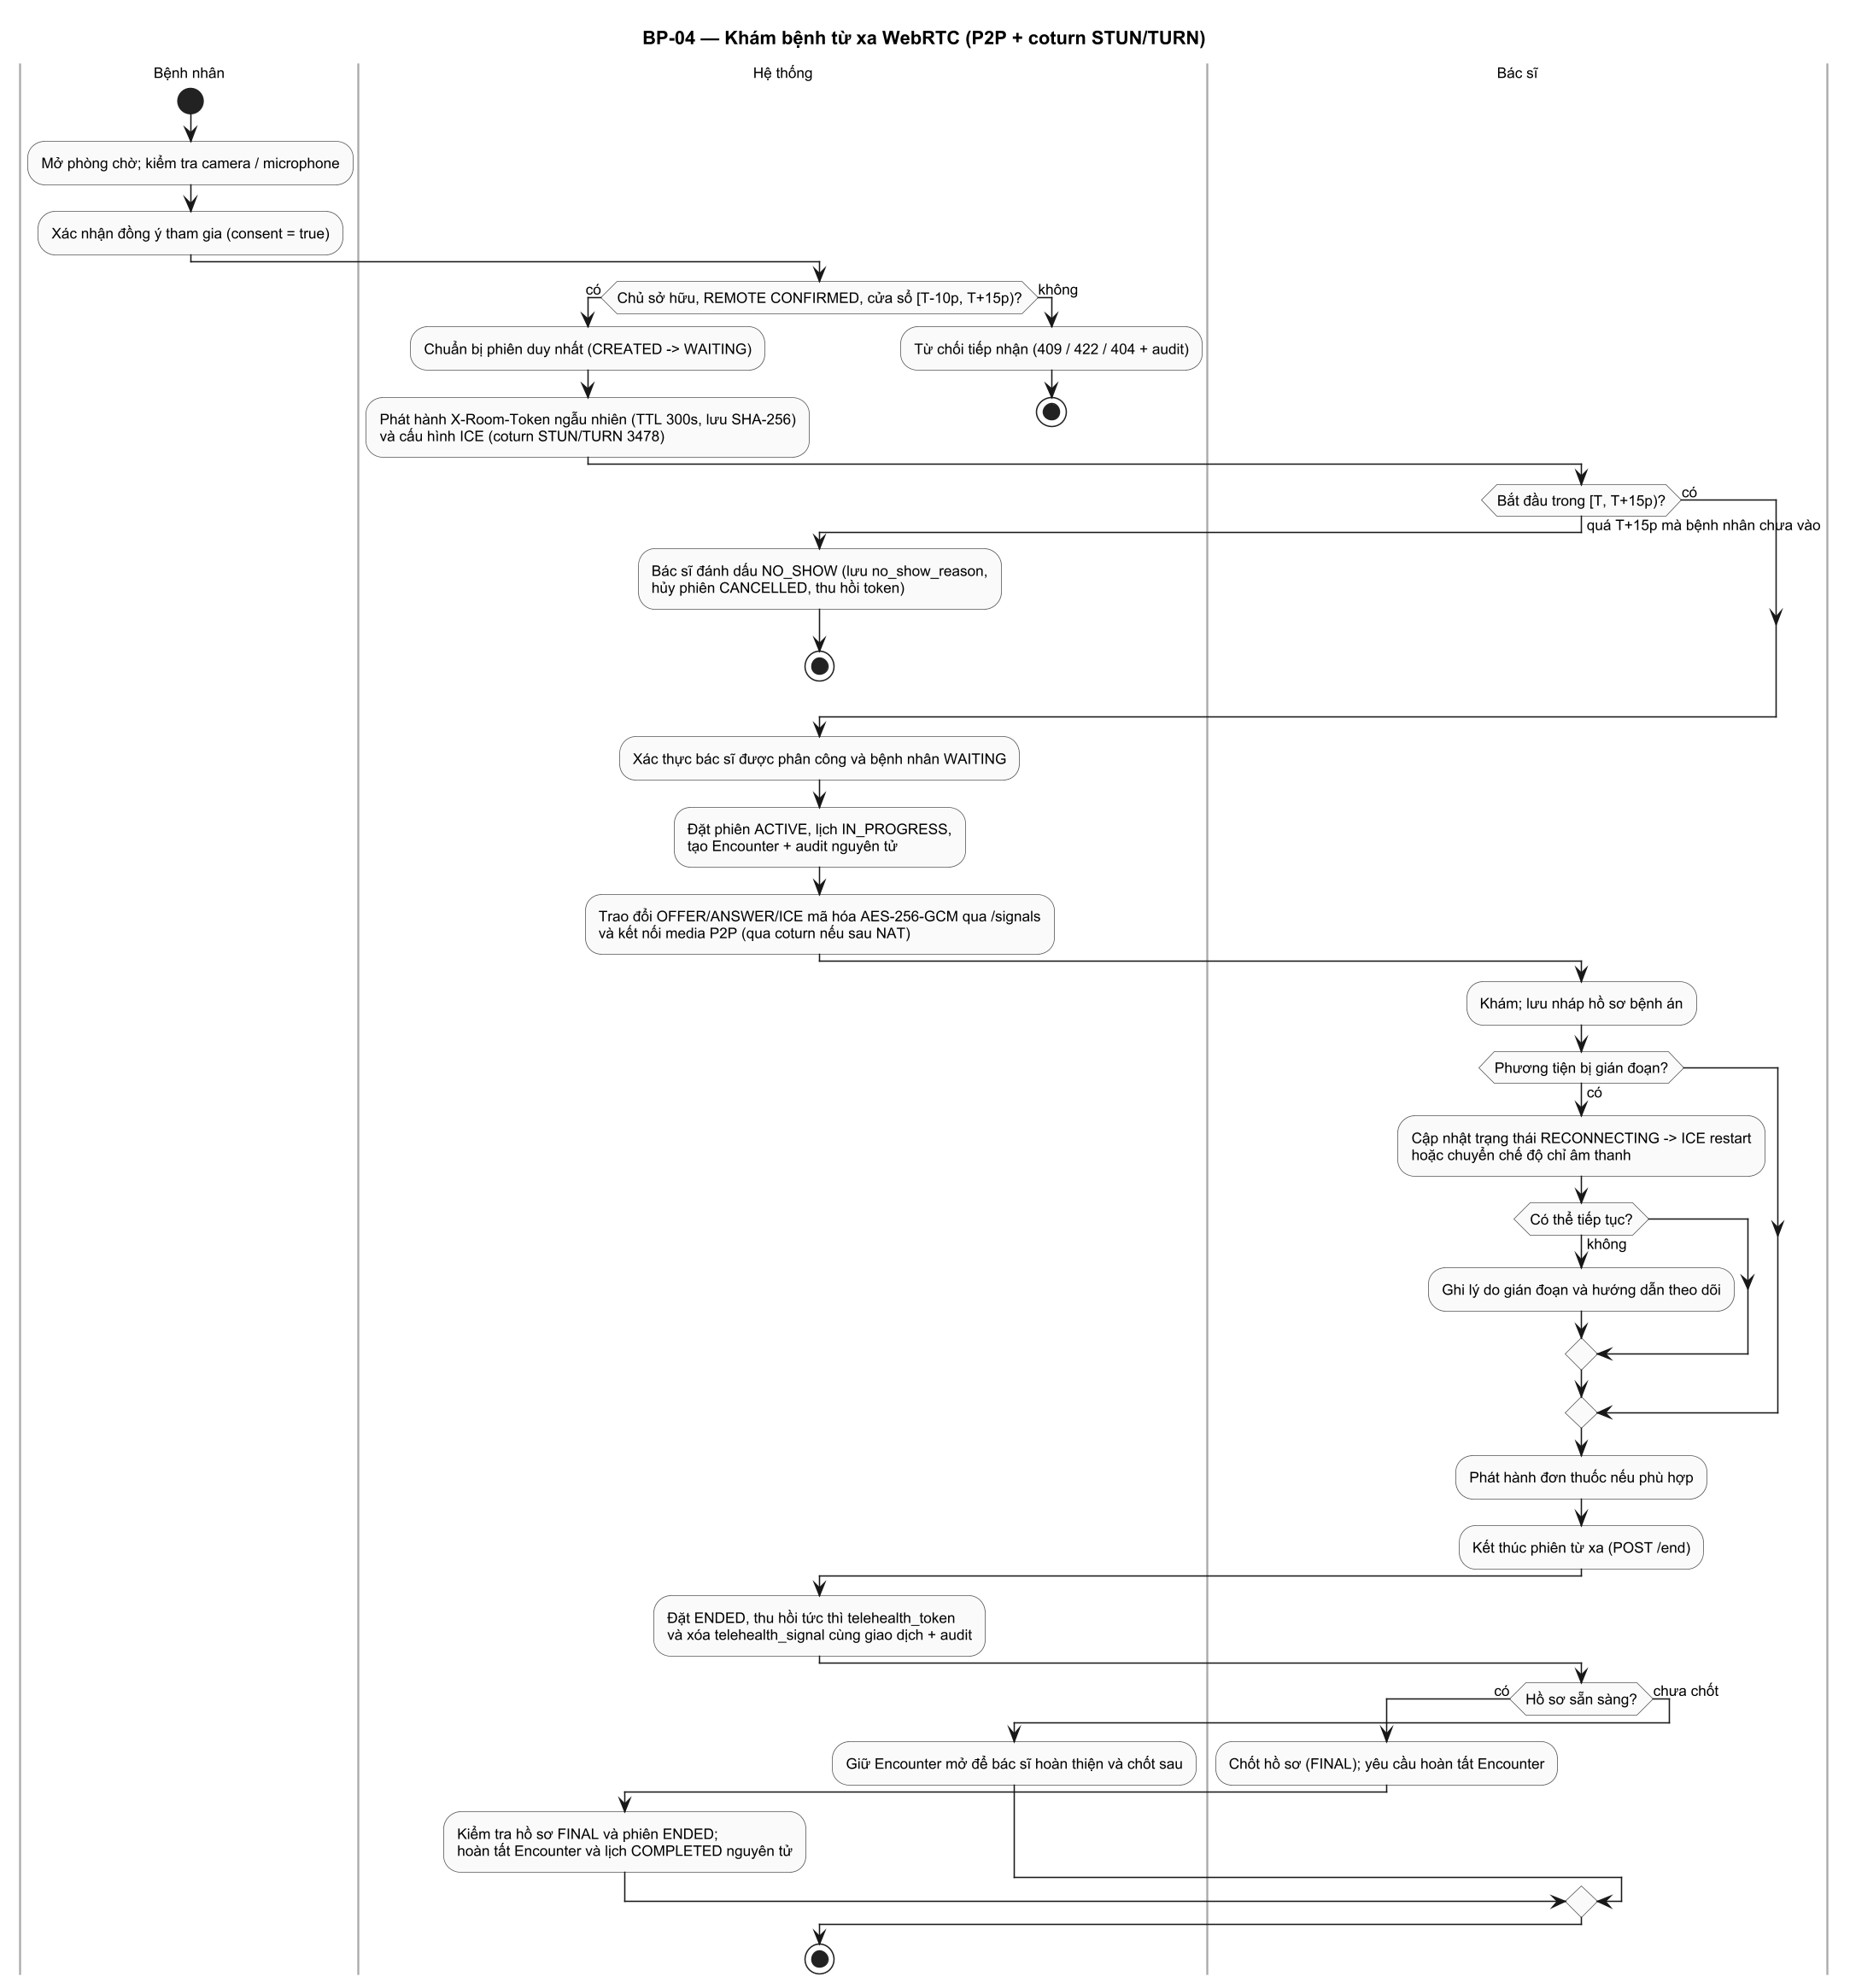 BP-04 — Khám bệnh từ xa WebRTC (P2P + coturn STUN/TURN)
Bệnh nhân
Hệ thống
Bác sĩ
Mở phòng chờ; kiểm tra camera / microphone
Xác nhận đồng ý tham gia (consent = true)
có
Chủ sở hữu, REMOTE CONFIRMED, cửa sổ [T-10p, T+15p)?
không
Chuẩn bị phiên duy nhất (CREATED -> WAITING)
Từ chối tiếp nhận (409 / 422 / 404 + audit)
Phát hành X-Room-Token ngẫu nhiên (TTL 300s, lưu SHA-256)
và cấu hình ICE (coturn STUN/TURN 3478)
Bắt đầu trong [T, T+15p)?
có
quá T+15p mà bệnh nhân chưa vào
Bác sĩ đánh dấu NO_SHOW (lưu no_show_reason,
hủy phiên CANCELLED, thu hồi token)
Xác thực bác sĩ được phân công và bệnh nhân WAITING
Đặt phiên ACTIVE, lịch IN_PROGRESS,
tạo Encounter + audit nguyên tử
Trao đổi OFFER/ANSWER/ICE mã hóa AES-256-GCM qua /signals
và kết nối media P2P (qua coturn nếu sau NAT)
Khám; lưu nháp hồ sơ bệnh án
Phương tiện bị gián đoạn?
có
Cập nhật trạng thái RECONNECTING -> ICE restart
hoặc chuyển chế độ chỉ âm thanh
Có thể tiếp tục?
không
Ghi lý do gián đoạn và hướng dẫn theo dõi
Phát hành đơn thuốc nếu phù hợp
Kết thúc phiên từ xa (POST /end)
Đặt ENDED, thu hồi tức thì telehealth_token
và xóa telehealth_signal cùng giao dịch + audit
có
Hồ sơ sẵn sàng?
chưa chốt
Giữ Encounter mở để bác sĩ hoàn thiện và chốt sau
Chốt hồ sơ (FINAL); yêu cầu hoàn tất Encounter
Kiểm tra hồ sơ FINAL và phiên ENDED;
hoàn tất Encounter và lịch COMPLETED nguyên tử